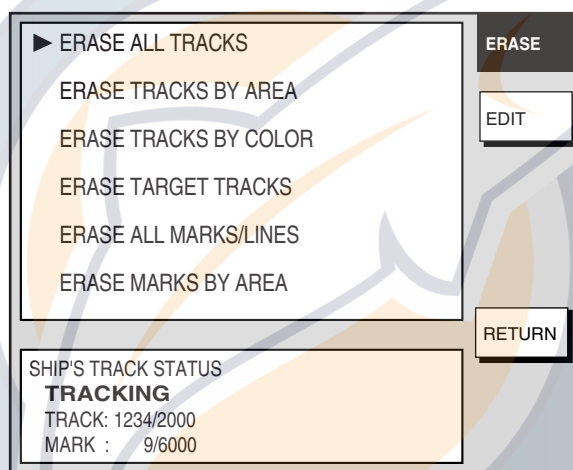 ▶ ERASE ALL TRACKS
ERASE TRACKS BY AREA
ERASE TRACKS BY COLOR
ERASE TARGET TRACKS
ERASE ALL MARKS/LINES
ERASE MARKS BY AREA
ERASE
EDIT
RETURN
SHIP'S TRACK STATUS
TRACKING
TRACK: 1234/2000
MARK : 9/6000